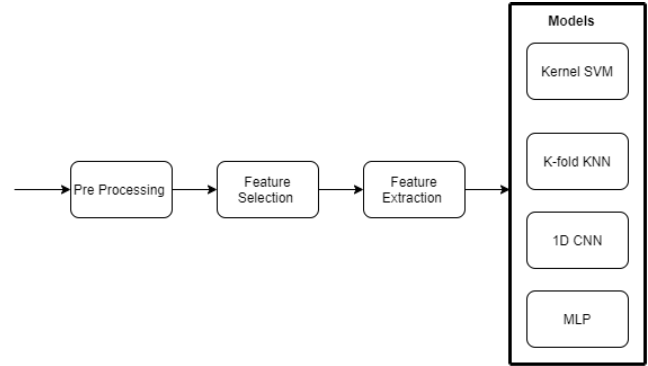 Models
Kernel SVM
K-fold KNN
Pre Processing
Feature
Selection
Feature
Extraction
1D CNN
MLP